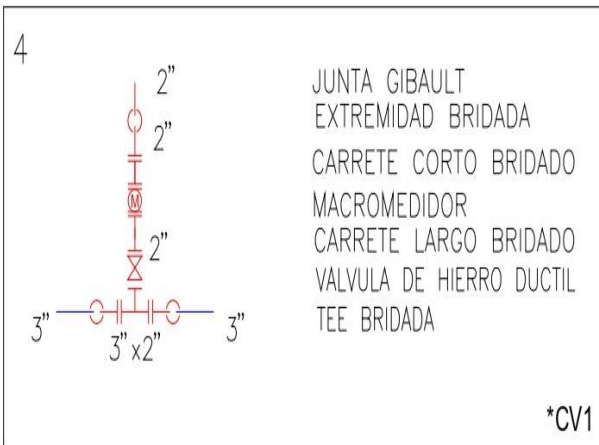 4
2”
JUNTA GIBAULT
EXTREMIDAD BRIDADA
2”
CARRETE CORTO BRIDADO
M
MACROMEDIDOR
CARRETE LARGO BRIDADO
2”
VALVULA DE HIERRO DUCTIL
TEE BRIDADA
3”
3”x2”
3”
*CV1